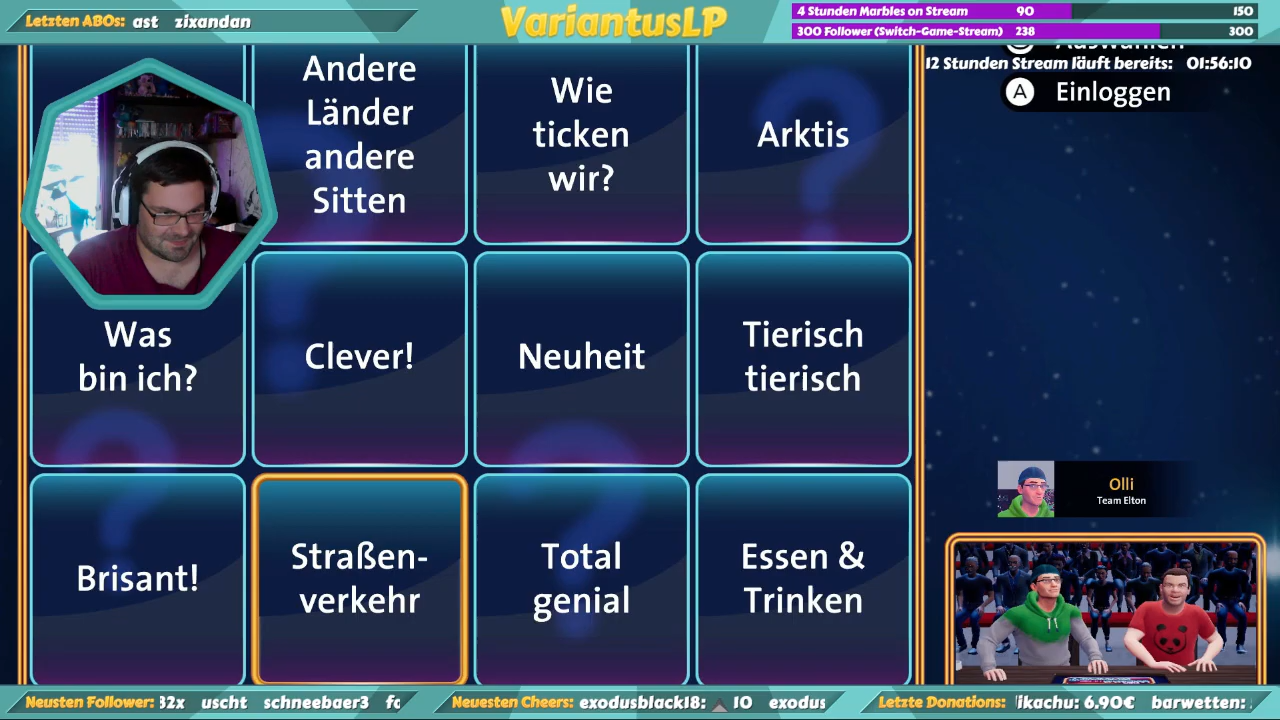 Letzten ABOs: ast zixandan
VariantusLP
4 Stunden Marbles on Stream 90 150
300 Follower (Switch-Game-Stream) 238 300
12 Stunden Stream läuft bereits: 01:56:10
A Einloggen
Andere
Länder
andere
Sitten
Wie
ticken
wir?
Arktis
Was
bin ich?
Clever!
Neuheit
Tierisch
tierisch
Brisant!
Straßen-
verkehr
Total
genial
Essen &
Trinken
Olli
Team Elton
Neusten Follower: 32x uscht schneebaer3
Neuesten Cheers: exodusblack18: 10 exodus
Letzte Donations: ikachu: 6.90€ barwetten: